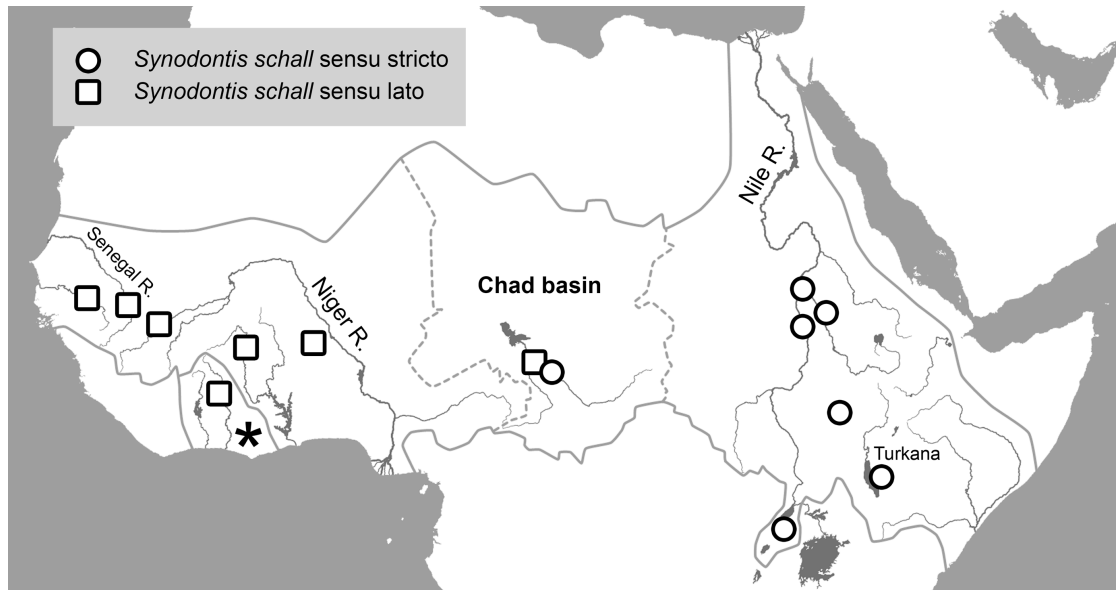 Synodontis schall sensu stricto
Synodontis schall sensu lato
Nile R.
Senegal R.
Niger R.
Chad basin
*
Turkana